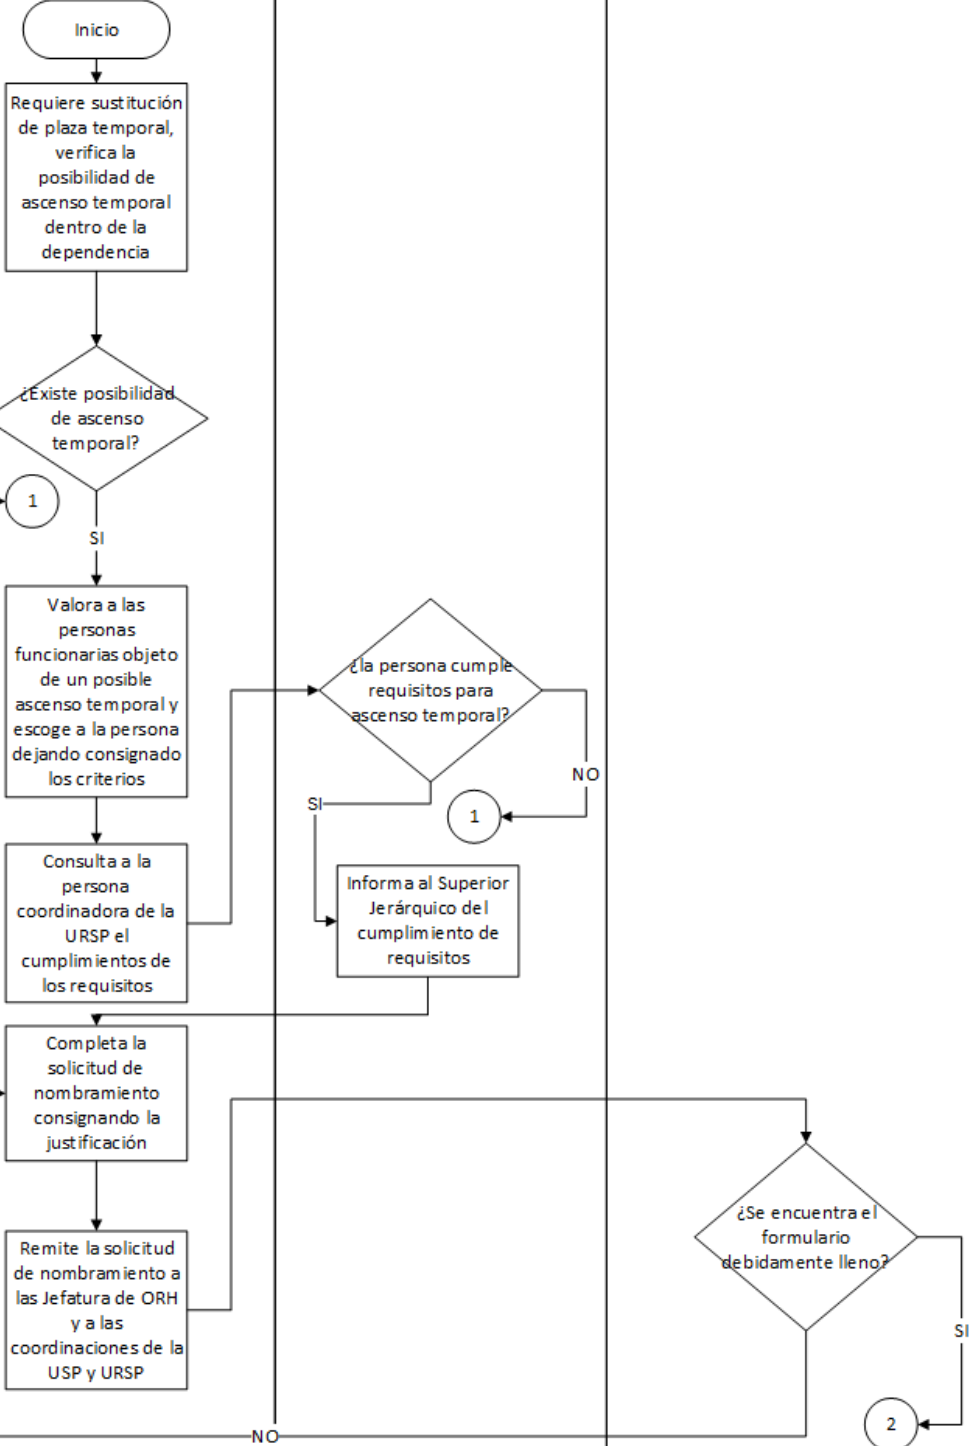 Inicio
Requiere sustitución
de plaza temporal,
verifica la
posibilidad de
ascenso temporal
dentro de la
dependencia
¿Existe posibilidad
de ascenso
temporal?
1
SI
Valora a las
personas
funcionarias objeto
de un posible
ascenso temporal y
escoge a la persona
dejando consignado
los criterios
Consulta a la
persona
coordinadora de la
URSP el
cumplimientos de
los requisitos
¿la persona cumple
requisitos para
ascenso temporal?
NO
1
SI
Informa al Superior
Jerárquico del
cumplimiento de
requisitos
Completa la
solicitud de
nombramiento
consignando la
justificación
Remite la solicitud
de nombramiento a
las Jefatura de ORH
y a las
coordinaciones de la
USP y URSP
¿Se encuentra el
formulario
debidamente lleno?
SI
2
NO